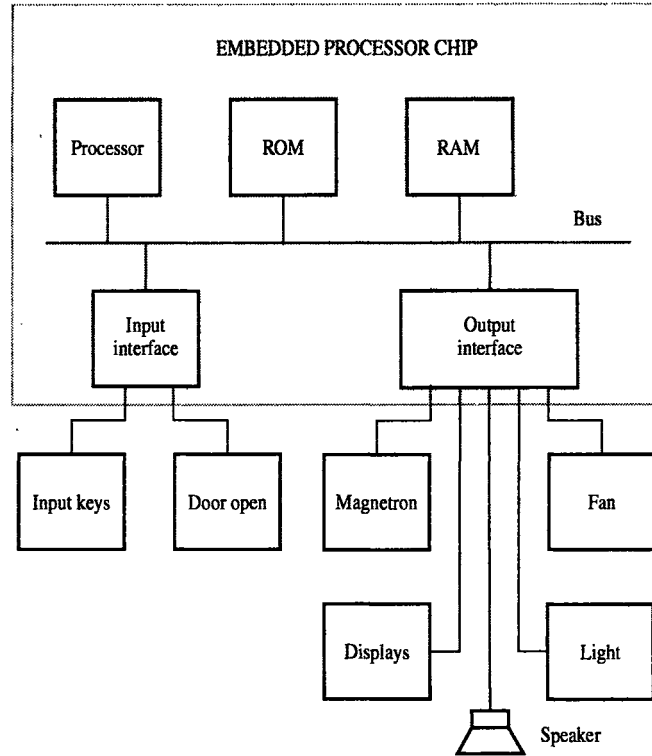 EMBEDDED PROCESSOR CHIP
Processor
ROM
RAM
Bus
Input
interface
Output
interface
Input keys
Door open
Magnetron
Fan
Displays
Light
Speaker